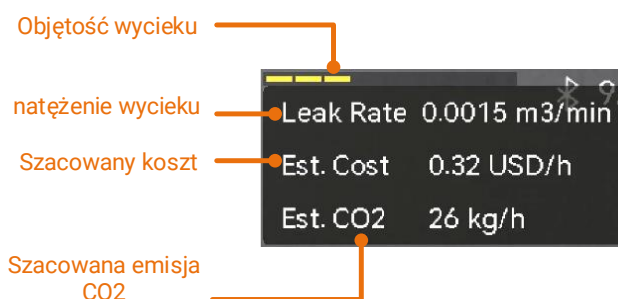 Objętość wycieku
natężenie wycieku
Leak Rate 0.0015 m3/min
Szacowany koszt
Est. Cost 0.32 USD/h
Est. CO2 26 kg/h
Szacowana emisja
CO2